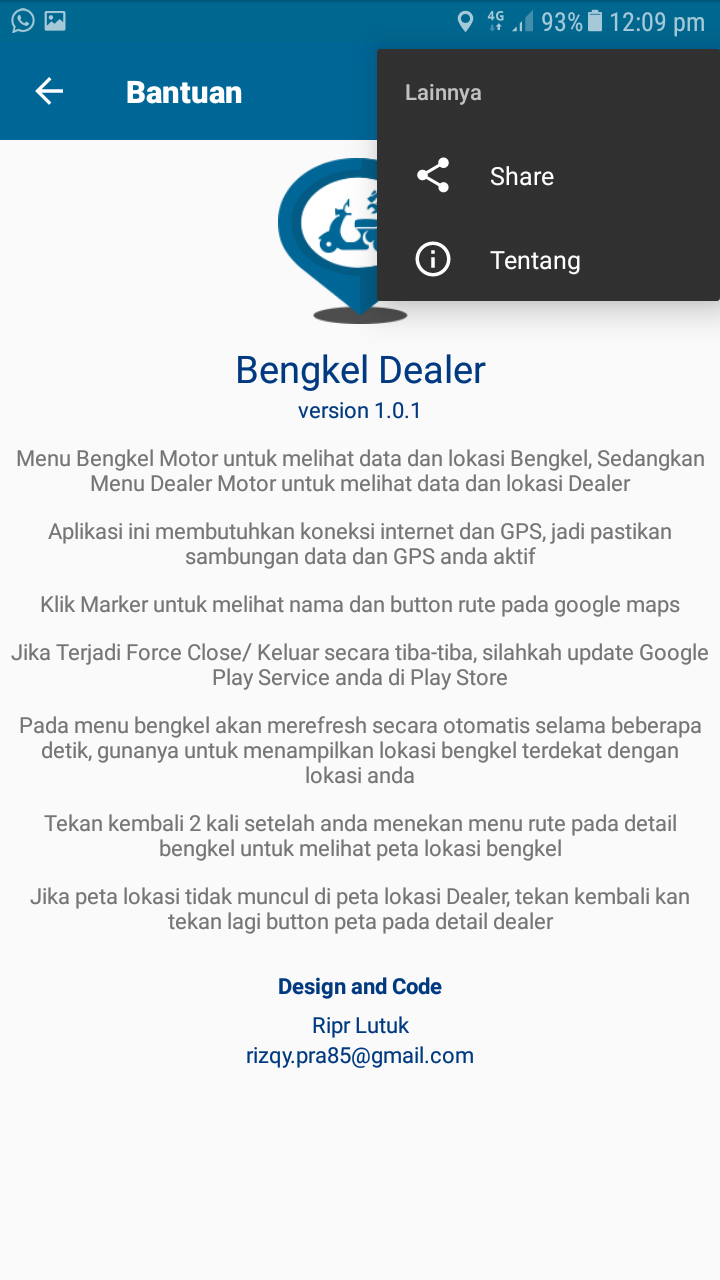 4G 93% 12:09 pm
Bantuan
Lainnya
Share
Tentang
Bengkel Dealer
version 1.0.1
Menu Bengkel Motor untuk melihat data dan lokasi Bengkel, Sedangkan
Menu Dealer Motor untuk melihat data dan lokasi Dealer
Aplikasi ini membutuhkan koneksi internet dan GPS, jadi pastikan
sambungan data dan GPS anda aktif
Klik Marker untuk melihat nama dan button rute pada google maps
Jika Terjadi Force Close/ Keluar secara tiba-tiba, silahkah update Google
Play Service anda di Play Store
Pada menu bengkel akan merefresh secara otomatis selama beberapa
detik, gunanya untuk menampilkan lokasi bengkel terdekat dengan
lokasi anda
Tekan kembali 2 kali setelah anda menekan menu rute pada detail
bengkel untuk melihat peta lokasi bengkel
Jika peta lokasi tidak muncul di peta lokasi Dealer, tekan kembali kan
tekan lagi button peta pada detail dealer
Design and Code
Ripr Lutuk
rizqy.pra85@gmail.com